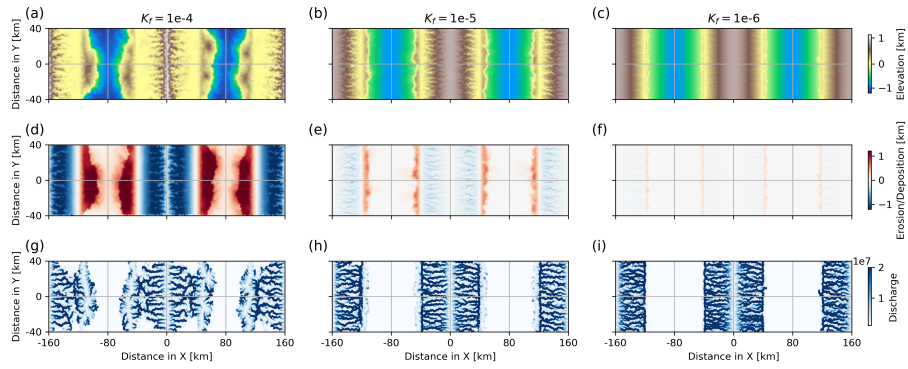 (a) K_f = 1e-4 (b) K_f = 1e-5 (c) K_f = 1e-6
Distance in Y [km]
40
0
-40
1
0
-1
Elevation [km]
(d) (e) (f)
Distance in Y [km]
40
0
-40
1
0
-1
Erosion/Deposition [km]
(g) (h) (i)
Distance in Y [km]
40
0
-40
1e7
2
1
Discharge
-160 -80 0 80 160 -160 -80 0 80 160 -160 -80 0 80 160
Distance in X [km] Distance in X [km] Distance in X [km]